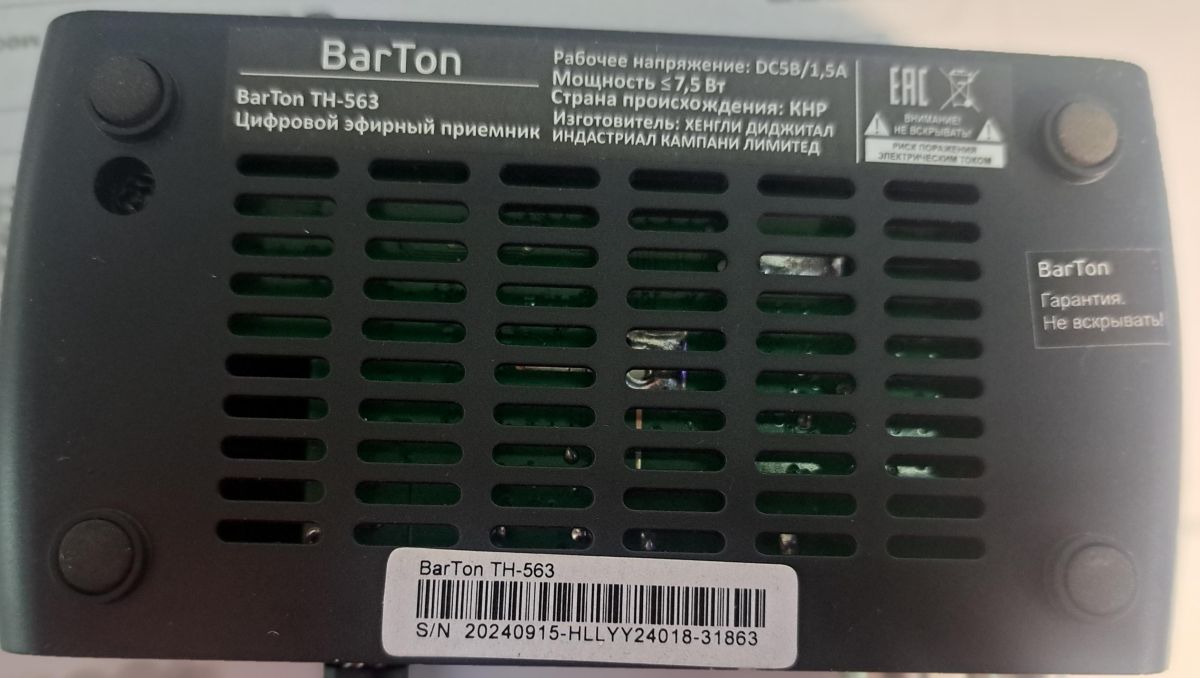 BarTon
BarTon TH-563
Цифровой эфирный приемник
Рабочее напряжение: DC5В/1,5А
Мощность ≤7,5 Вт
Страна происхождения: КНР
Изготовитель: ХЕНГЛИ ДИДЖИТАЛ
ИНДАСТРИАЛ КАМПАНИ ЛИМИТЕД
EAC
ВНИМАНИЕ!
НЕ ВСКРЫВАТЬ!
РИСК ПОРАЖЕНИЯ
ЭЛЕКТРИЧЕСКИМ ТОКОМ
BarTon
Гарантия.
Не вскрывать!
BarTon TH-563
S/N 20240915-HLLYY24018-31863